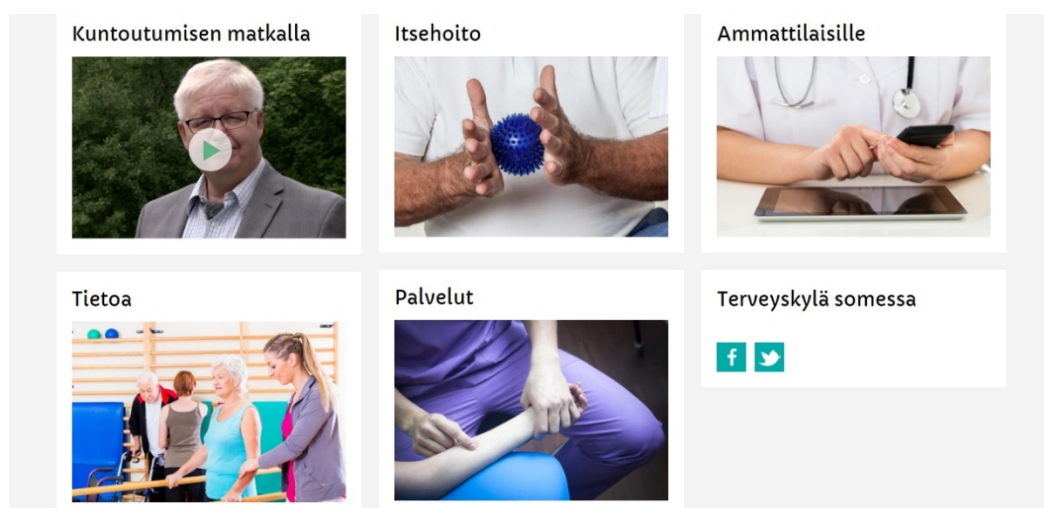 Kuntoutumisen matkalla
Itsehoito
Ammattilaisille
Tietoa
Palvelut
Terveyskylä somessa